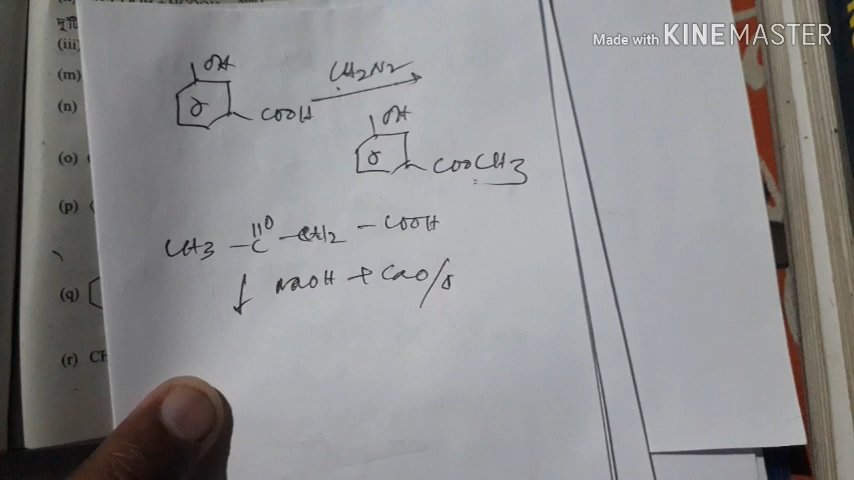 Made with KINEMASTER
(iii)
(m)
(n)
(o)
(p)
(q)
(r) CH
OH
CH2N2
COOH
OH
COOCH3
CH3 - C - CH2 - COOH
O
NaOH + CaO/Δ